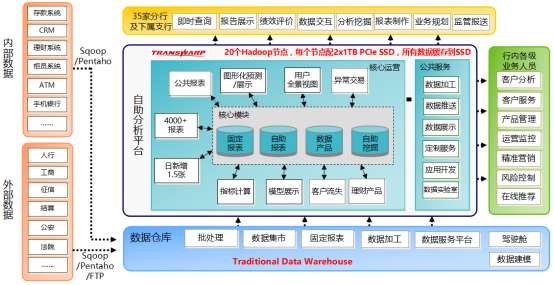 内部数据
存款系统
CRM
理财系统
柜员系统
ATM
手机银行
......
外部数据
人行
工商
征信
结算
公安
法院
......
Sqoop
/Pentaho
Sqoop
/Pentaho
/FTP
35家分行
及下属支行
即时查询
报告展示
绩效评价
数据交互
分析挖掘
报表制作
业务规划
监管报送
自助分析平台
TRANSWARP
20个Hadoop节点，每个节点配2x1TB PCIe SSD，所有数据缓存到SSD
核心运营
公共报表
图形化预测
/展示
用户
全景视图
异常交易
4000+
报表
日新增
1.5张
核心模块
固定
报表
自助
报表
数据
产品
自助
挖掘
指标计算
模型展示
客户流失
理财产品
公共服务
数据加工
数据推送
数据展示
定制服务
应用开发
数据实验室
行内各级
业务人员
客户分析
客户服务
产品管理
运营监控
精准营销
风险控制
在线推荐
数据仓库
批处理
数据集市
固定报表
数据加工
数据服务平台
驾驶舱
数据建模
Traditional Data Warehouse